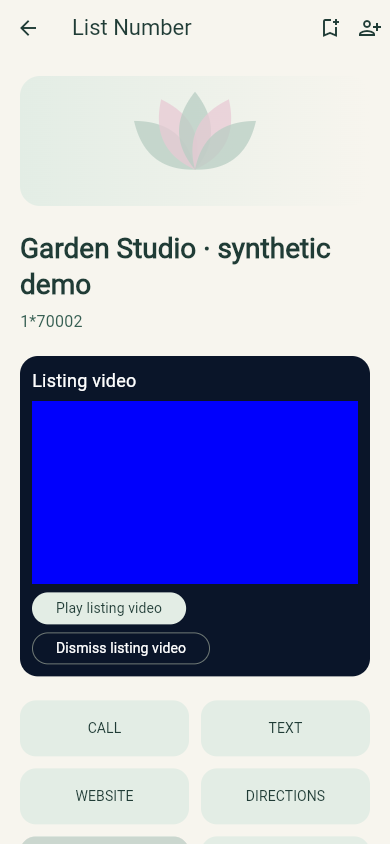 List Number
Garden Studio · synthetic
demo
1*70002
Listing video
Play listing video
Dismiss listing video
CALL
TEXT
WEBSITE
DIRECTIONS